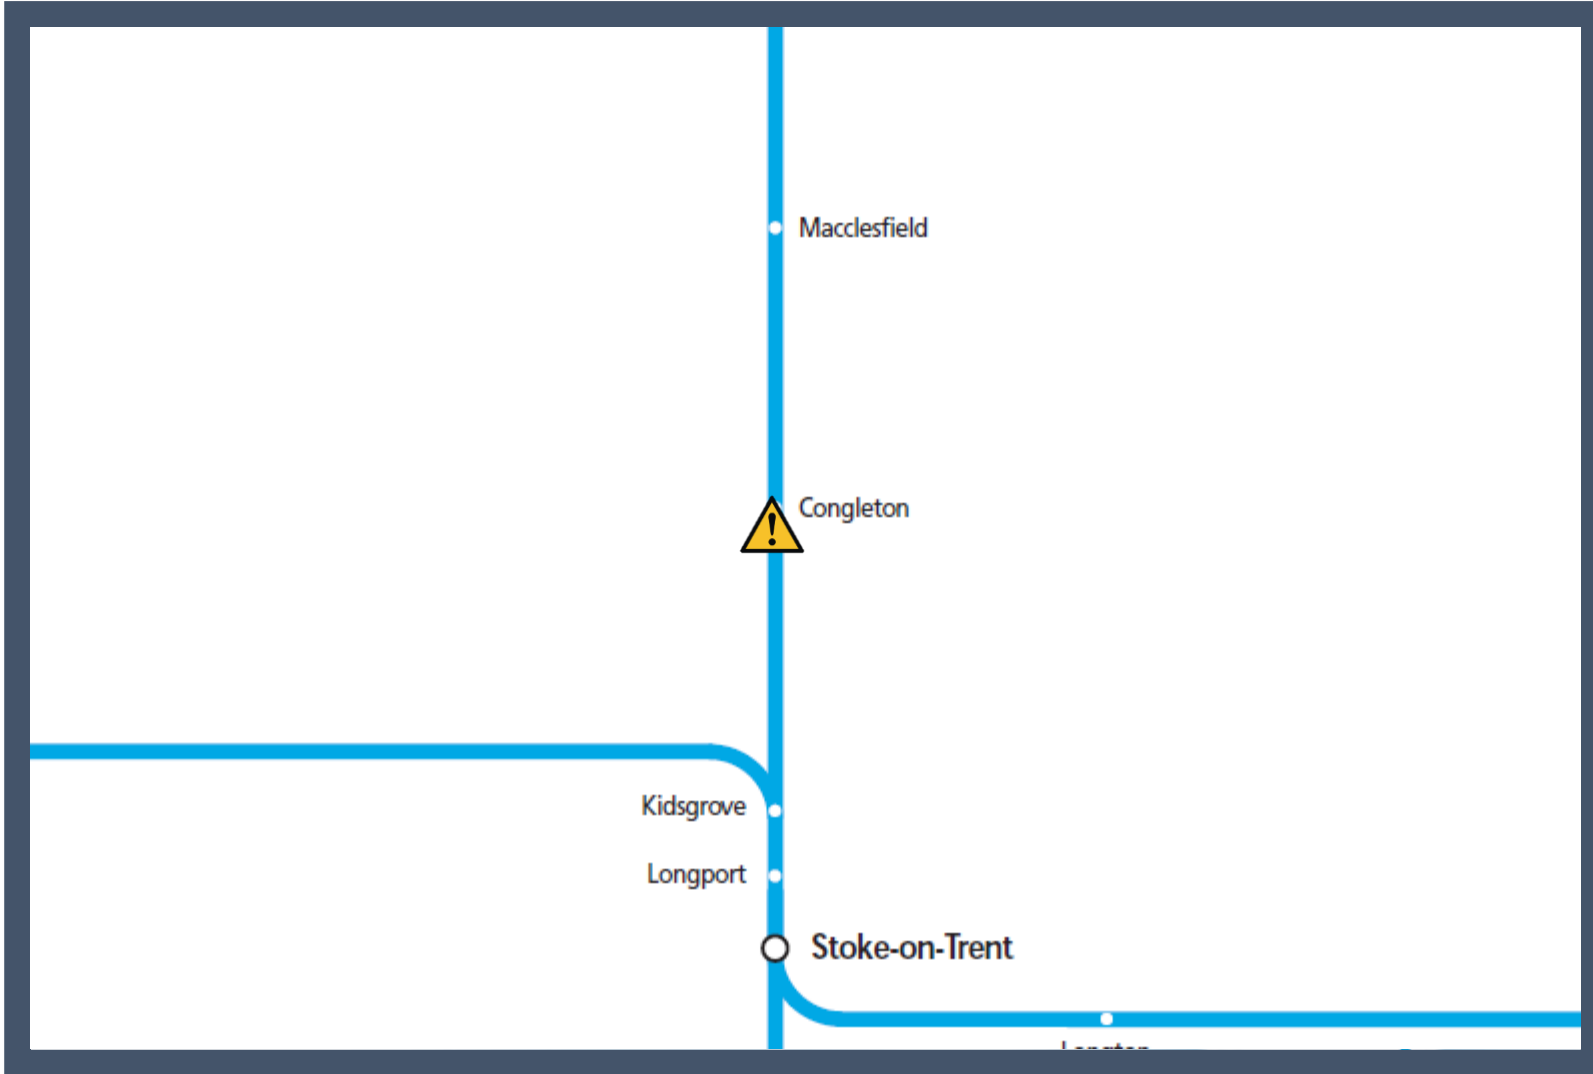 Macclesfield
Congleton
Kidsgrove
Longport
Stoke-on-Trent